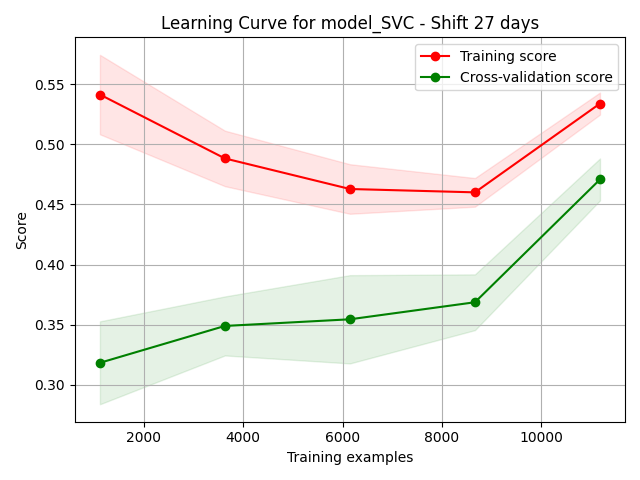 Learning Curve for model_SVC - Shift 27 days
Training score
Cross-validation score
0.55
0.50
0.45
0.40
0.35
0.30
Score
2000 4000 6000 8000 10000
Training examples